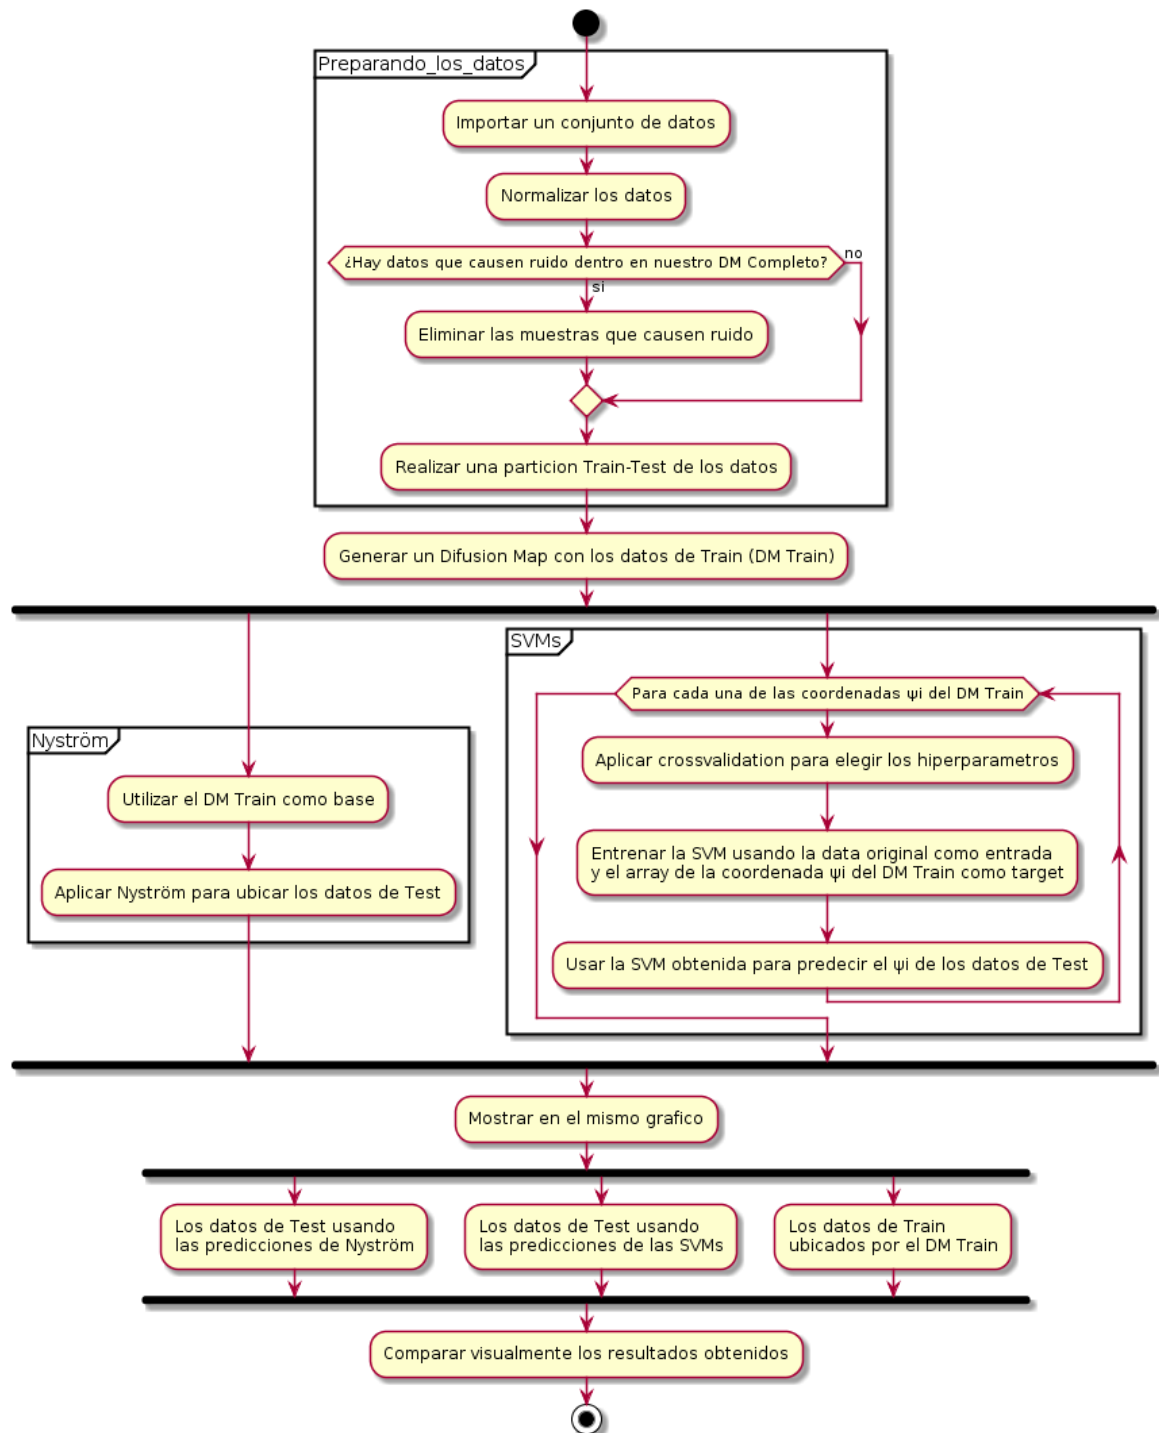 Preparando_los_datos
Importar un conjunto de datos
Normalizar los datos
¿Hay datos que causen ruido dentro en nuestro DM Completo?
no
si
Eliminar las muestras que causen ruido
Realizar una particion Train-Test de los datos
Generar un Difusion Map con los datos de Train (DM Train)
Nyström
Utilizar el DM Train como base
Aplicar Nyström para ubicar los datos de Test
SVMs
Para cada una de las coordenadas ψi del DM Train
Aplicar crossvalidation para elegir los hiperparametros
Entrenar la SVM usando la data original como entrada
y el array de la coordenada ψi del DM Train como target
Usar la SVM obtenida para predecir el ψi de los datos de Test
Mostrar en el mismo grafico
Los datos de Test usando
las predicciones de Nyström
Los datos de Test usando
las predicciones de las SVMs
Los datos de Train
ubicados por el DM Train
Comparar visualmente los resultados obtenidos